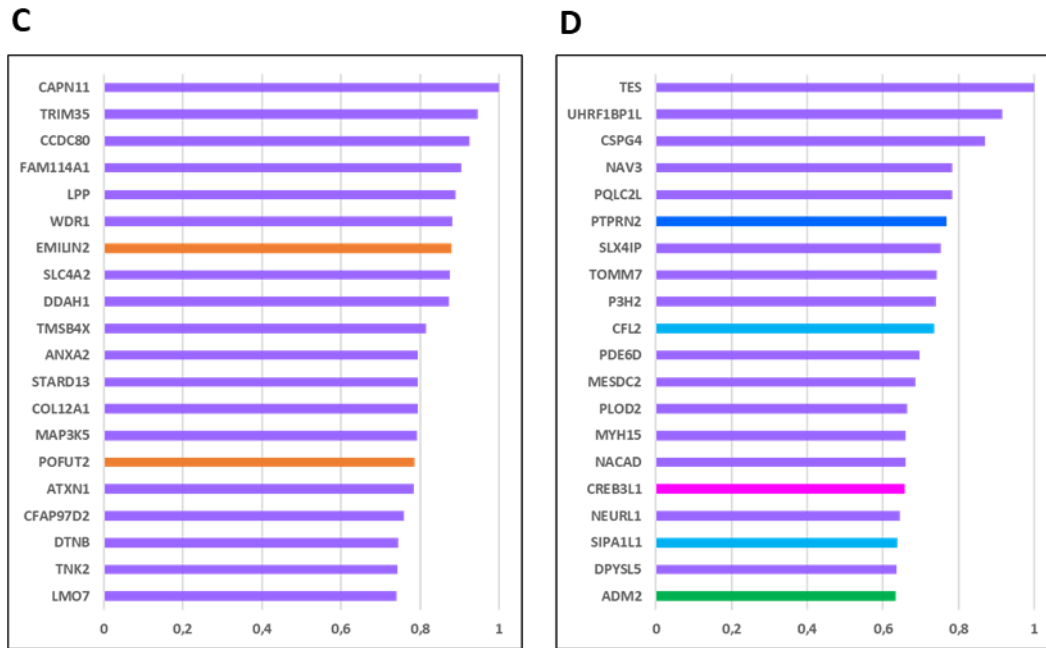 C
CAPN11
TRIM35
CCDC80
FAM114A1
LPP
WDR1
EMILIN2
SLC4A2
DDAH1
TMSB4X
ANXA2
STARD13
COL12A1
MAP3K5
POFUT2
ATXN1
CFAP97D2
DTNB
TNK2
LMO7
0 0,2 0,4 0,6 0,8 1
D
TES
UHRF1BP1L
CSPG4
NAV3
PQLC2L
PTPRN2
SLX4IP
TOMM7
P3H2
CFL2
PDE6D
MESDC2
PLOD2
MYH15
NACAD
CREB3L1
NEURL1
SIPA1L1
DPYSL5
ADM2
0 0,2 0,4 0,6 0,8 1